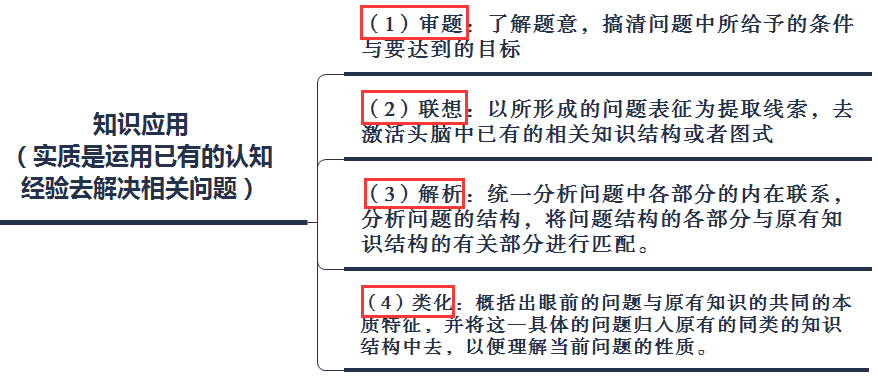 知识应用
（实质是运用已有的认知
经验去解决相关问题）
（1）审题：了解题意，搞清问题中所给予的条件
与要达到的目标
（2）联想：以所形成的问题表征为提取线索，去
激活头脑中已有的相关知识结构或者图式
（3）解析：统一分析问题中各部分的内在联系，
分析问题的结构，将问题结构的各部分与原有知
识结构的有关部分进行匹配。
（4）类化：概括出眼前的问题与原有知识的共同的本
质特征，并将这一具体的问题归入原有的同类的知识
结构中去，以便理解当前问题的性质。